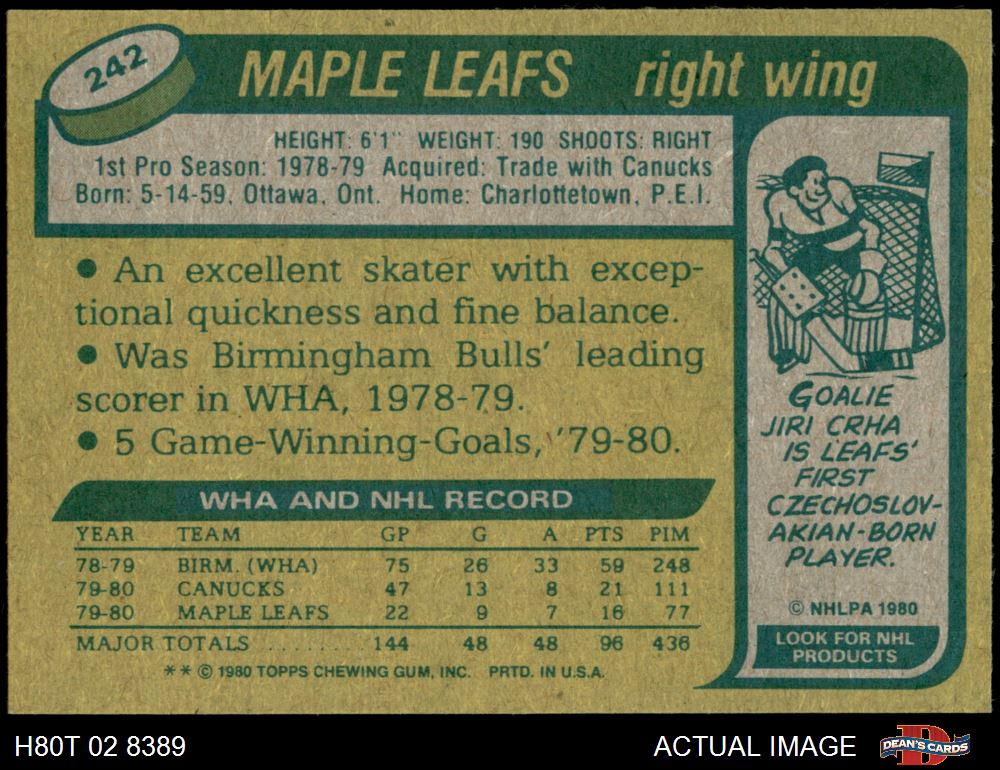 242
MAPLE LEAFS right wing
HEIGHT: 6'1" WEIGHT: 190 SHOOTS: RIGHT
1st Pro Season: 1978-79 Acquired: Trade with Canucks
Born: 5-14-59, Ottawa, Ont. Home: Charlottetown, P.E.I.
• An excellent skater with excep-
tional quickness and fine balance.
• Was Birmingham Bulls' leading
scorer in WHA, 1978-79.
• 5 Game-Winning-Goals, '79-80.
WHA AND NHL RECORD
YEAR TEAM GP G A PTS PIM
78-79 BIRM. (WHA) 75 26 33 59 248
79-80 CANUCKS 47 13 8 21 111
79-80 MAPLE LEAFS 22 9 7 16 77
MAJOR TOTALS ........ 144 48 48 96 436
** © 1980 TOPPS CHEWING GUM, INC. PRTD. IN U.S.A.
GOALIE
JIRI CRHA
IS LEAFS'
FIRST
CZECHOSLOV-
AKIAN-BORN
PLAYER.
© NHLPA 1980
LOOK FOR NHL
PRODUCTS
H80T 02 8389
ACTUAL IMAGE
D
DEAN'S CARDS